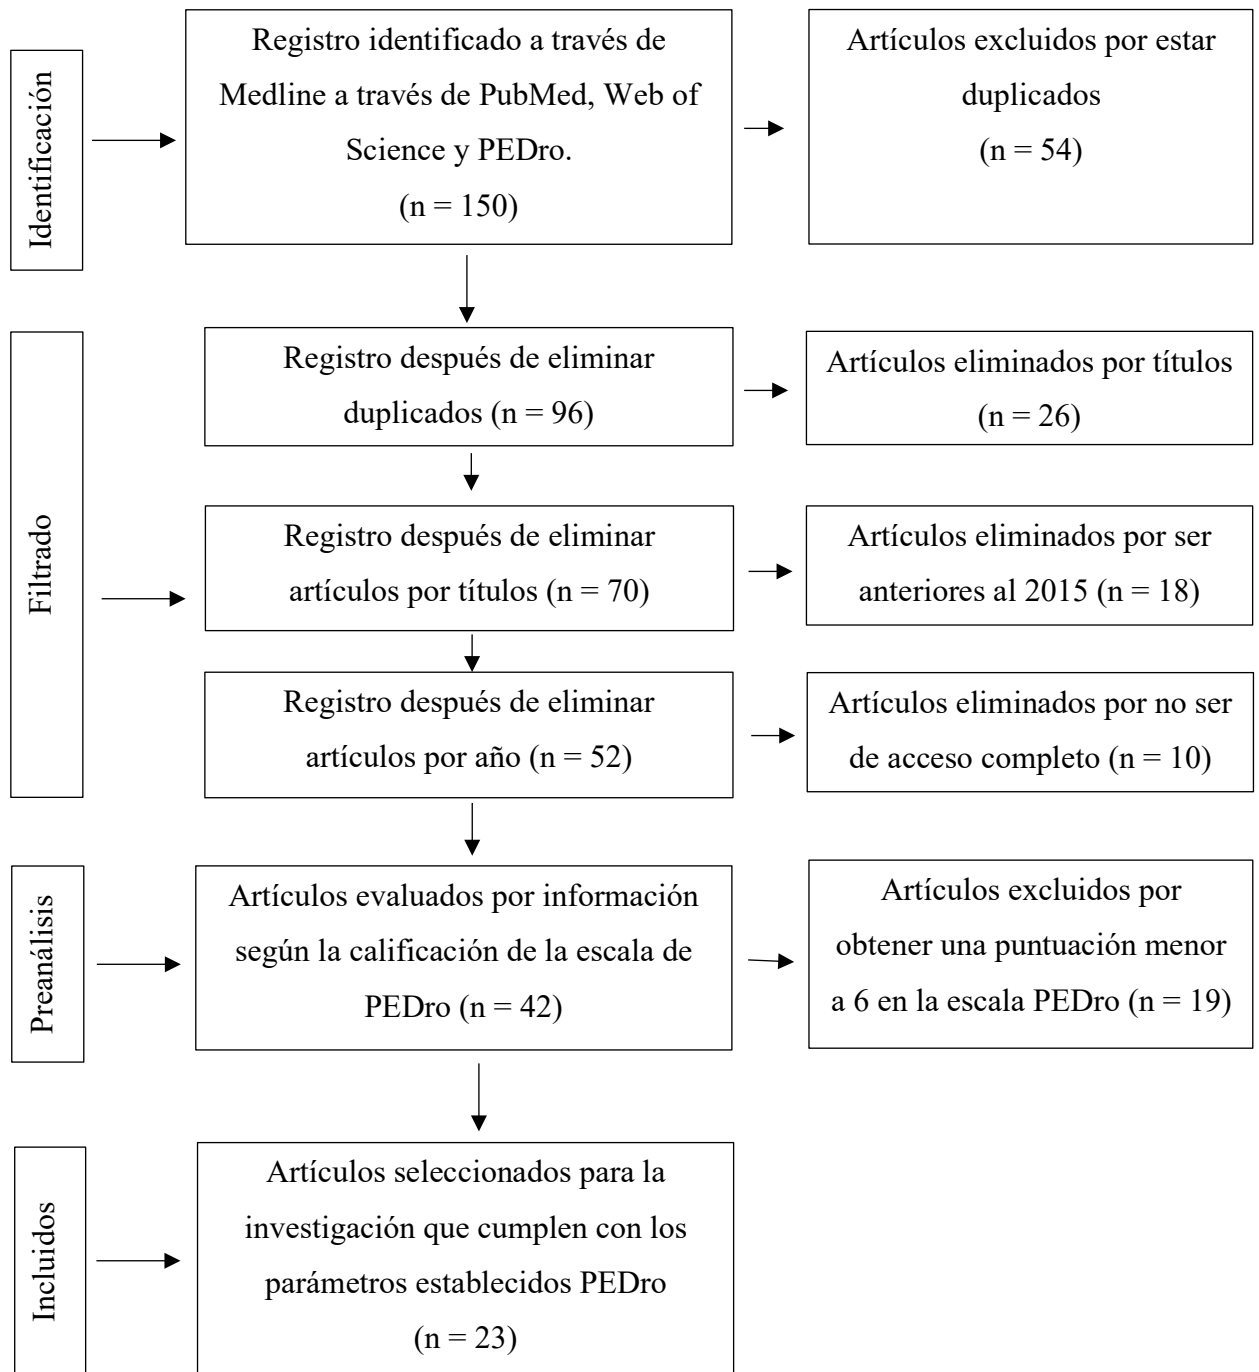 Identificación
Registro identificado a través de
Medline a través de PubMed, Web of
Science y PEDro.
(n = 150)
Artículos excluidos por estar
duplicados
(n = 54)
Filtrado
Registro después de eliminar
duplicados (n = 96)
Artículos eliminados por títulos
(n = 26)
Registro después de eliminar
artículos por títulos (n = 70)
Artículos eliminados por ser
anteriores al 2015 (n = 18)
Registro después de eliminar
artículos por año (n = 52)
Artículos eliminados por no ser
de acceso completo (n = 10)
Preanálisis
Artículos evaluados por información
según la calificación de la escala de
PEDro (n = 42)
Artículos excluidos por
obtener una puntuación menor
a 6 en la escala PEDro (n = 19)
Incluidos
Artículos seleccionados para la
investigación que cumplen con los
parámetros establecidos PEDro
(n = 23)